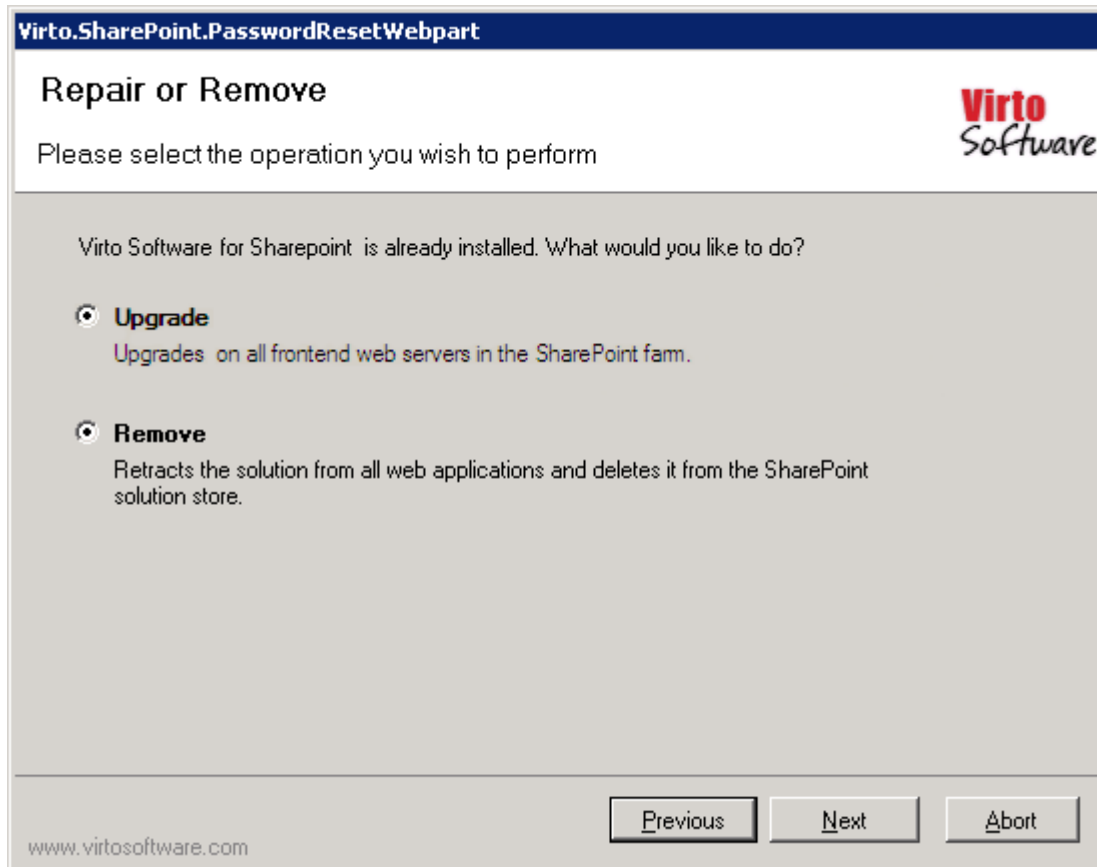 Virto.SharePoint.PasswordResetWebpart
Repair or Remove
Virto
Software
Please select the operation you wish to perform
Virto Software for Sharepoint  is already installed. What would you like to do?
Upgrade
Upgrades  on all frontend web servers in the SharePoint farm.
Remove
Retracts the solution from all web applications and deletes it from the SharePoint
solution store.
Previous
Next
Abort
www.virtosoftware.com